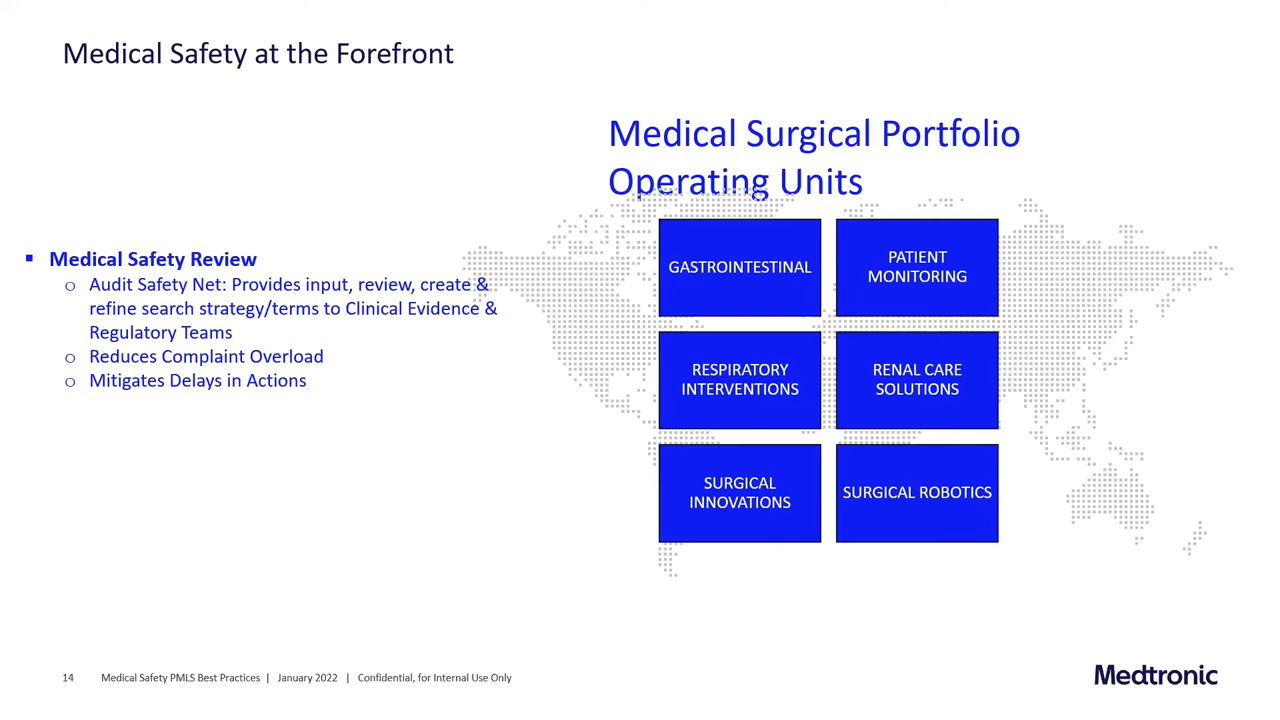 Medical Safety at the Forefront
Medical Surgical Portfolio
Operating Units
▪ Medical Safety Review
o Audit Safety Net: Provides input, review, create &
refine search strategy/terms to Clinical Evidence &
Regulatory Teams
o Reduces Complaint Overload
o Mitigates Delays in Actions
GASTROINTESTINAL
PATIENT
MONITORING
RESPIRATORY
INTERVENTIONS
RENAL CARE
SOLUTIONS
SURGICAL
INNOVATIONS
SURGICAL ROBOTICS
14 Medical Safety PMLS Best Practices | January 2022 | Confidential, for Internal Use Only
Medtronic